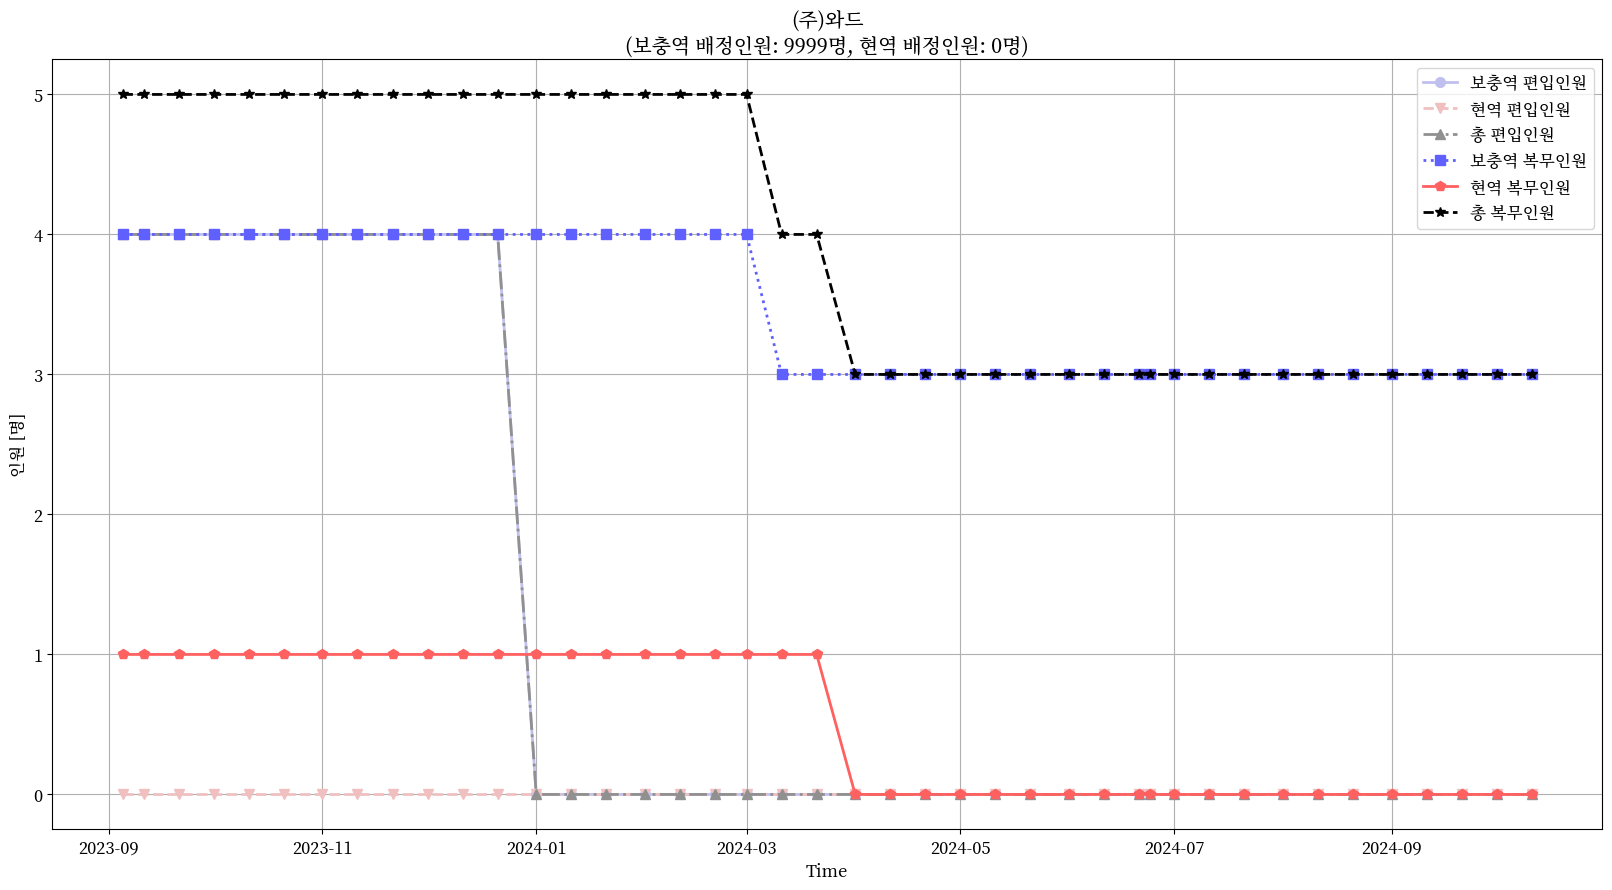 (주)와드
(보충역 배정인원: 9999명, 현역 배정인원: 0명)
보충역 편입인원
현역 편입인원
총 편입인원
보충역 복무인원
현역 복무인원
총 복무인원
인원 [명]
5
4
3
2
1
0
2023-09
2023-11
2024-01
2024-03
2024-05
2024-07
2024-09
Time